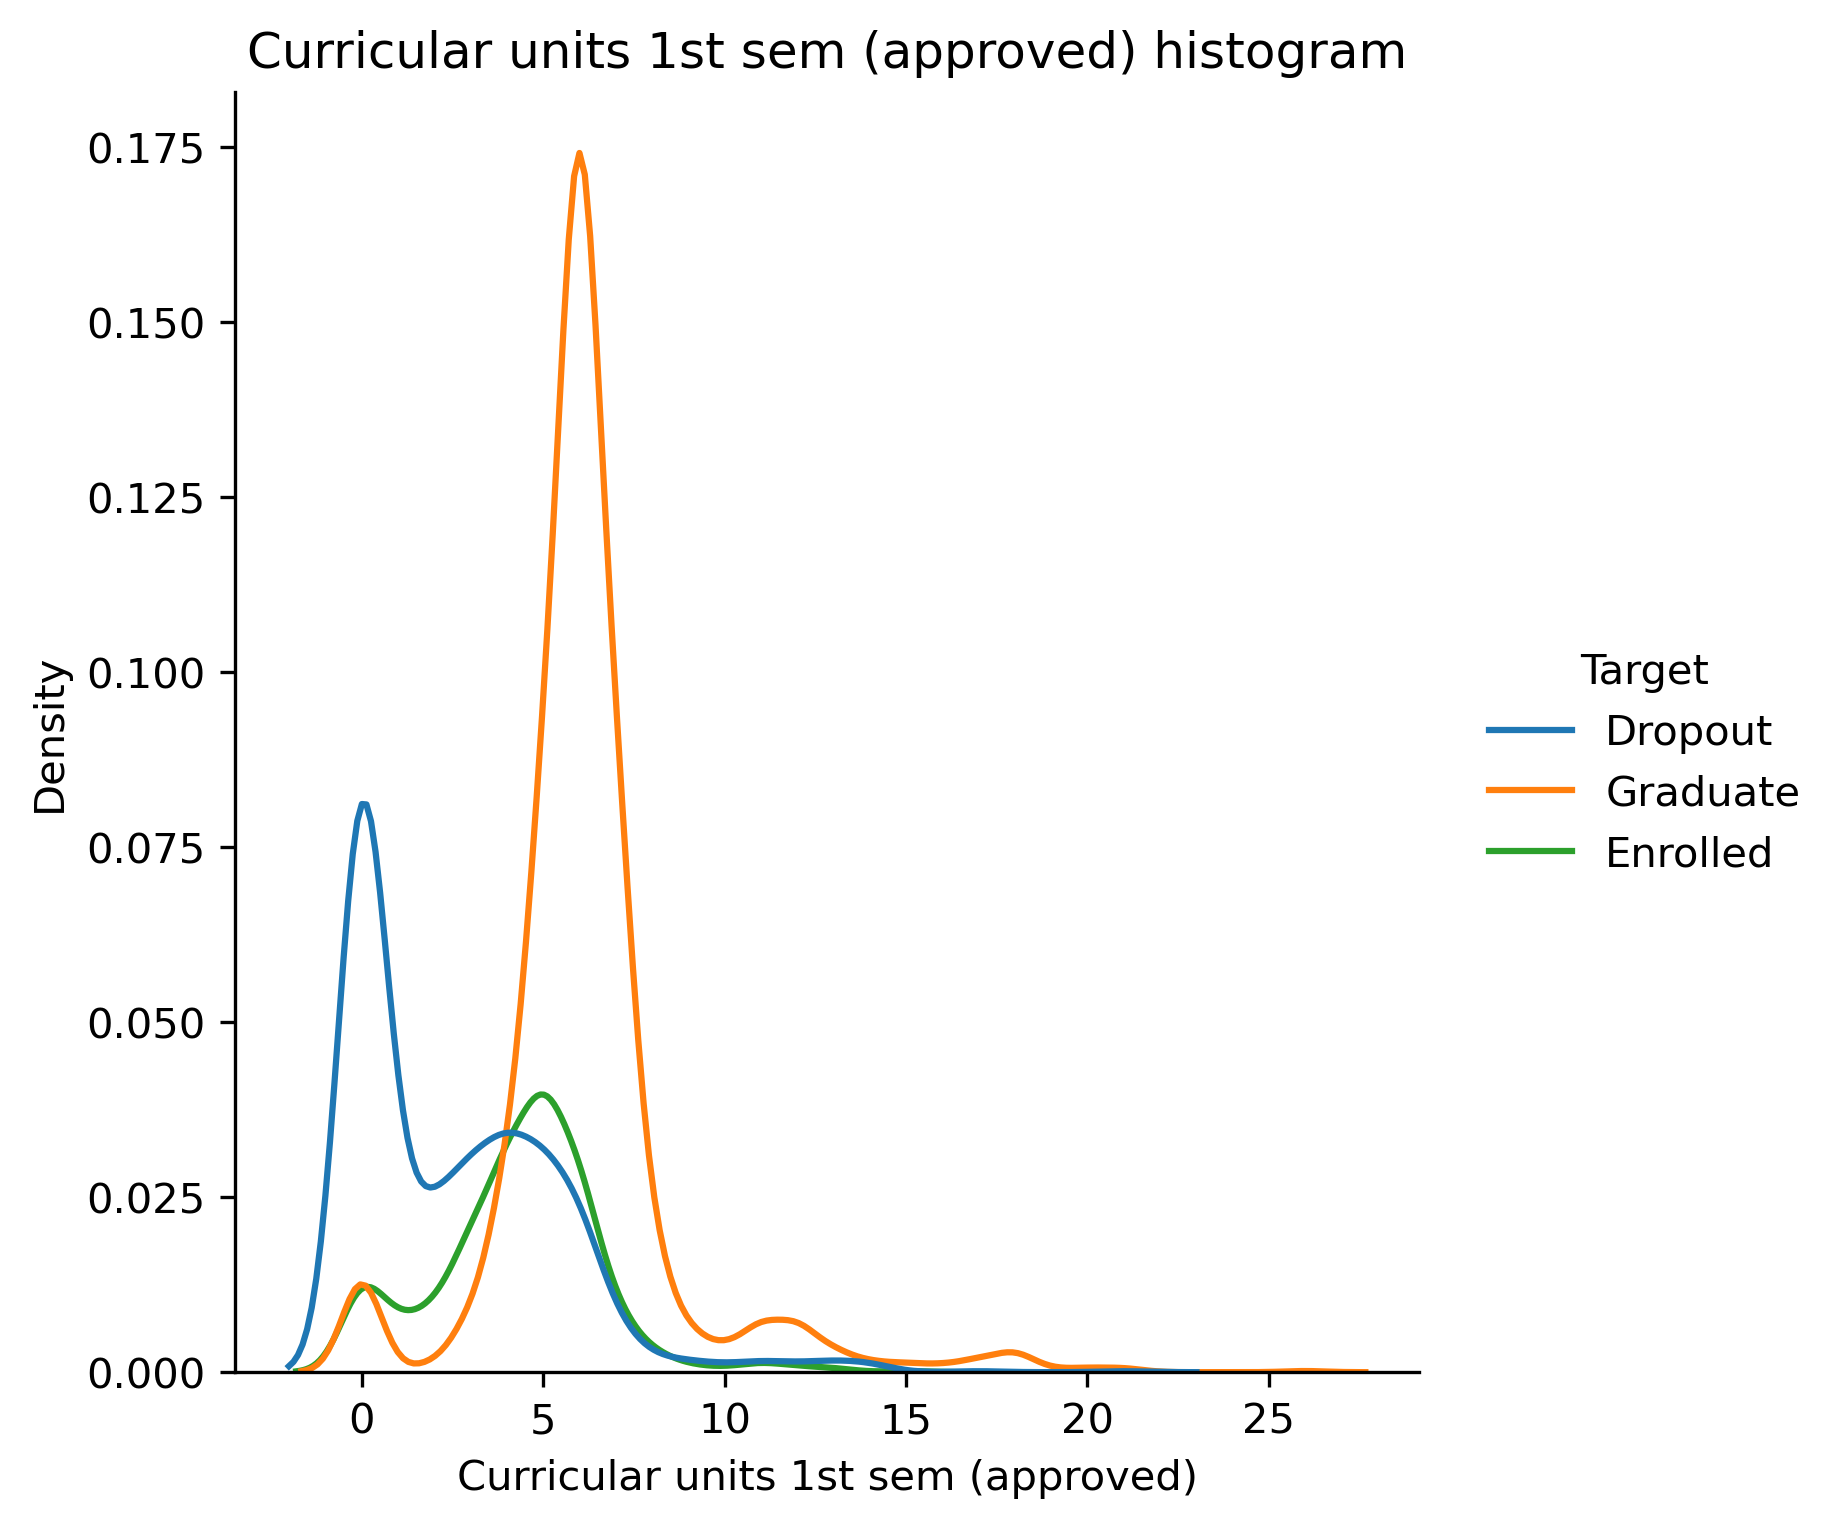 Curricular units 1st sem (approved) histogram
0.175
0.150
0.125
0.100
0.075
0.050
0.025
0.000
Density
0 5 10 15 20 25
Curricular units 1st sem (approved)
Target
Dropout
Graduate
Enrolled